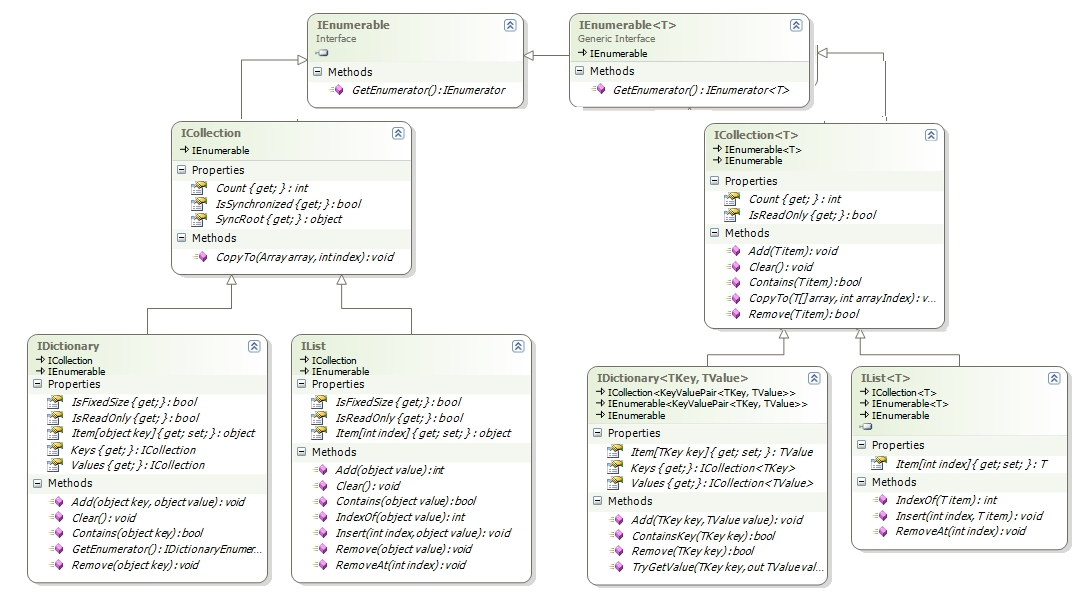 IEnumerable
Interface
Methods
GetEnumerator() : IEnumerator
IEnumerable<T>
Generic Interface
IEnumerable
Methods
GetEnumerator() : IEnumerator<T>
ICollection
IEnumerable
Properties
Count { get; } : int
IsSynchronized { get; } : bool
SyncRoot { get; } : object
Methods
CopyTo(Array array, int index) : void
ICollection<T>
IEnumerable<T>
IEnumerable
Properties
Count { get; } : int
IsReadOnly { get; } : bool
Methods
Add(T item) : void
Clear() : void
Contains(T item) : bool
CopyTo(T[] array, int arrayIndex) : v...
Remove(T item) : bool
IDictionary
ICollection
IEnumerable
Properties
IsFixedSize { get; } : bool
IsReadOnly { get; } : bool
Item[object key] { get; set; } : object
Keys { get; } : ICollection
Values { get; } : ICollection
Methods
Add(object key, object value) : void
Clear() : void
Contains(object key) : bool
GetEnumerator() : IDictionaryEnumer...
Remove(object key) : void
IList
ICollection
IEnumerable
Properties
IsFixedSize { get; } : bool
IsReadOnly { get; } : bool
Item[int index] { get; set; } : object
Methods
Add(object value) : int
Clear() : void
Contains(object value) : bool
IndexOf(object value) : int
Insert(int index, object value) : void
Remove(object value) : void
RemoveAt(int index) : void
IDictionary<TKey, TValue>
ICollection<KeyValuePair<TKey, TValue>>
IEnumerable<KeyValuePair<TKey, TValue>>
IEnumerable
Properties
Item[TKey key] { get; set; } : TValue
Keys { get; } : ICollection<TKey>
Values { get; } : ICollection<TValue>
Methods
Add(TKey key, TValue value) : void
ContainsKey(TKey key) : bool
Remove(TKey key) : bool
TryGetValue(TKey key, out TValue val...
IList<T>
ICollection<T>
IEnumerable<T>
IEnumerable
Properties
Item[int index] { get; set; } : T
Methods
IndexOf(T item) : int
Insert(int index, T item) : void
RemoveAt(int index) : void